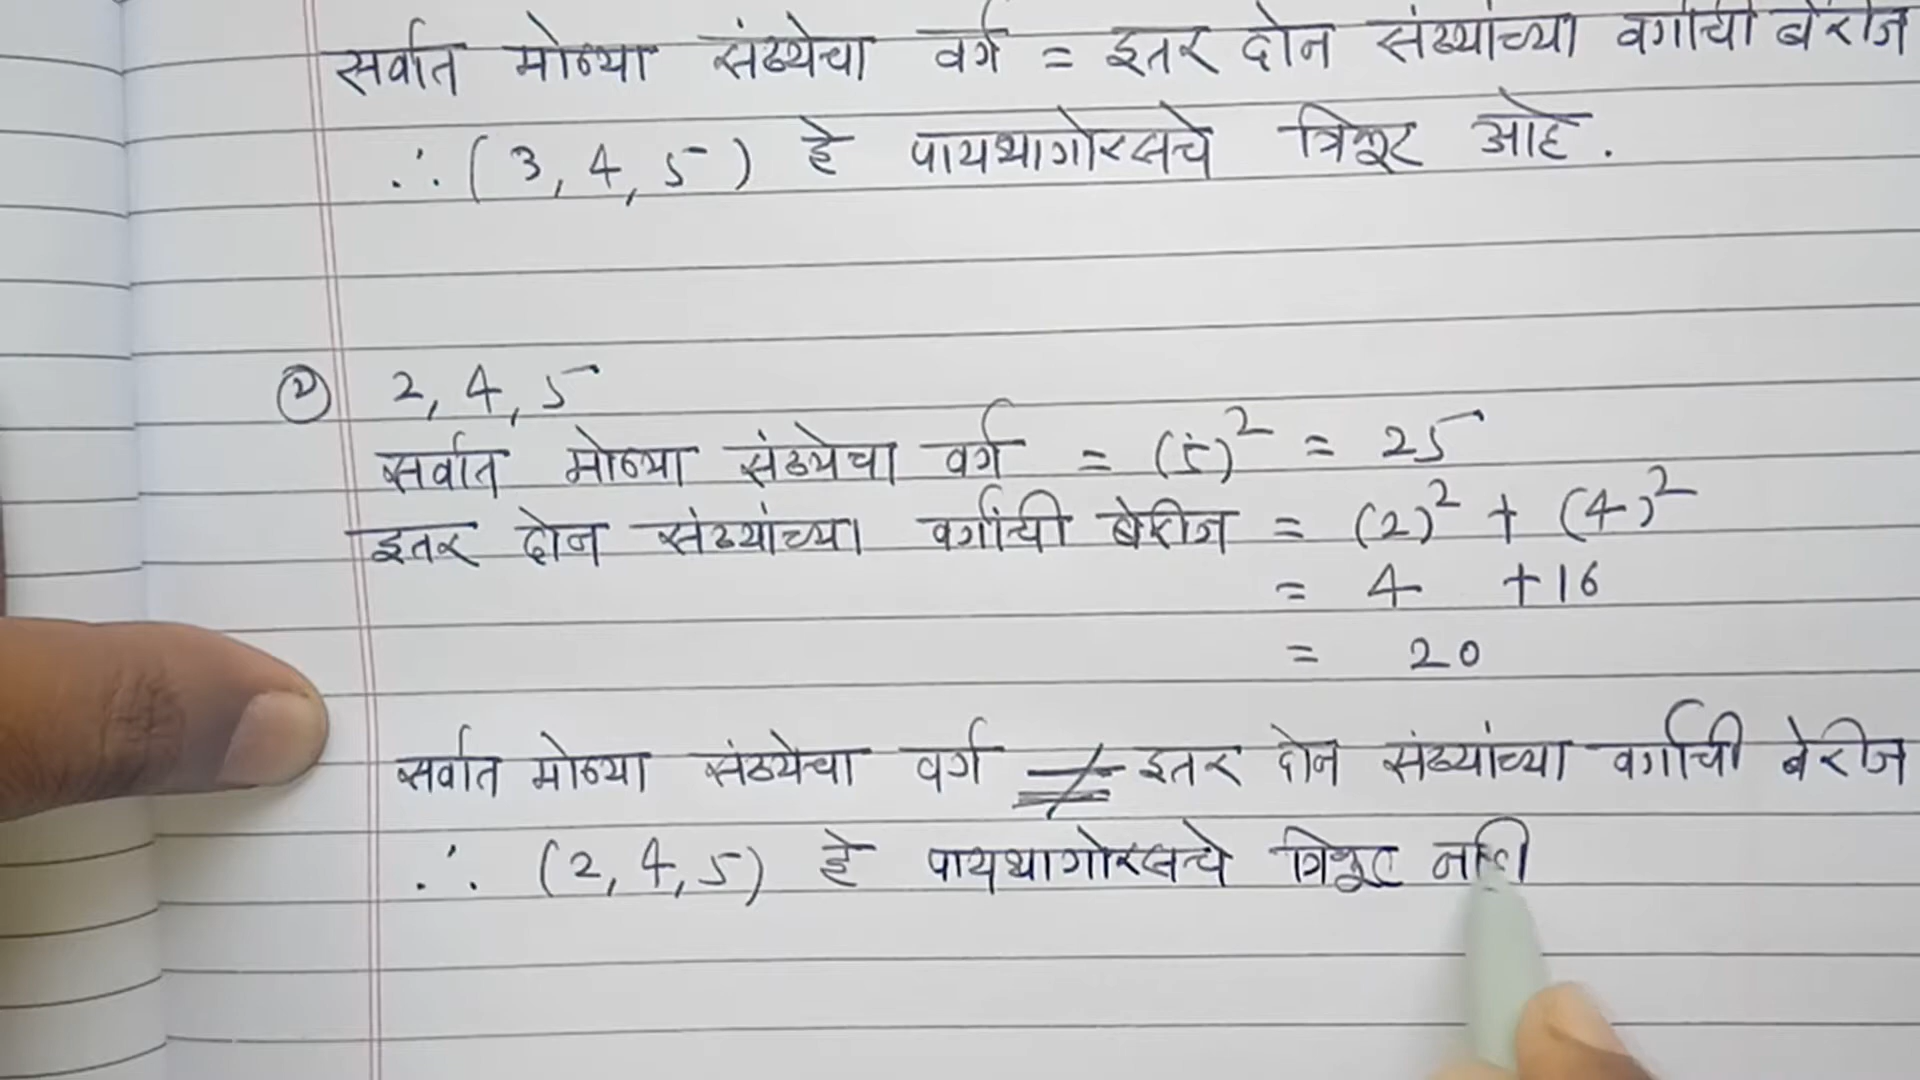 सर्वात मोठ्या संख्येचा वर्ग = इतर दोन संख्यांच्या वर्गाची बेरीज
∴ (3, 4, 5) हे पायथागोरसचे त्रिकूट आहे.
② 2, 4, 5
सर्वात मोठ्या संख्येचा वर्ग = (5)² = 25
इतर दोन संख्यांच्या वर्गांची बेरीज = (2)² + (4)²
= 4 + 16
= 20
सर्वात मोठ्या संख्येचा वर्ग ≠ इतर दोन संख्यांच्या वर्गाची बेरीज
∴ (2, 4, 5) हे पायथागोरसचे त्रिकूट नाही